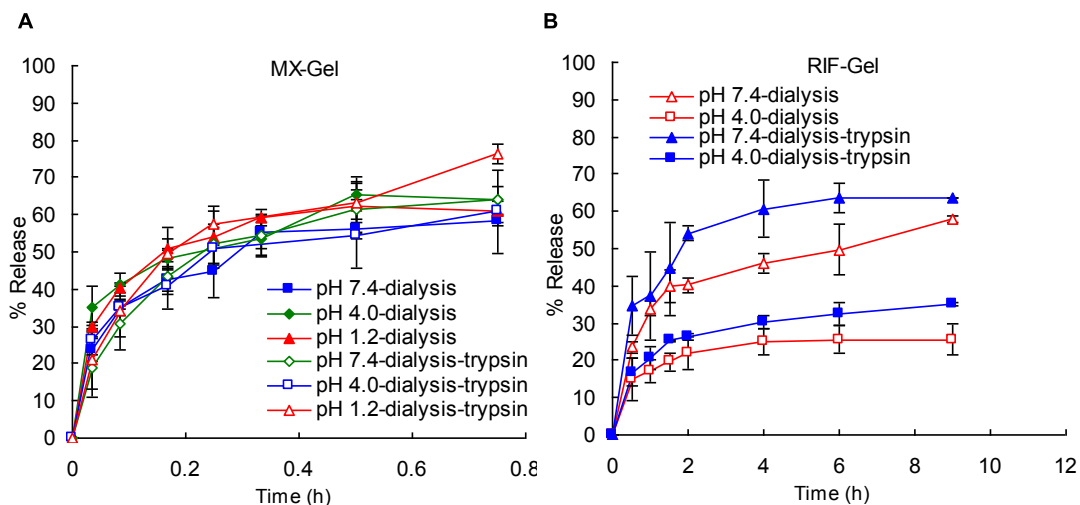 A
MX-Gel
% Release
100
90
80
70
60
50
40
30
20
10
0
pH 7.4-dialysis
pH 4.0-dialysis
pH 1.2-dialysis
pH 7.4-dialysis-trypsin
pH 4.0-dialysis-trypsin
pH 1.2-dialysis-trypsin
0 0.2 0.4 0.6 0.8
Time (h)
B
RIF-Gel
% Release
100
90
80
70
60
50
40
30
20
10
0
pH 7.4-dialysis
pH 4.0-dialysis
pH 7.4-dialysis-trypsin
pH 4.0-dialysis-trypsin
0 2 4 6 8 10 12
Time (h)